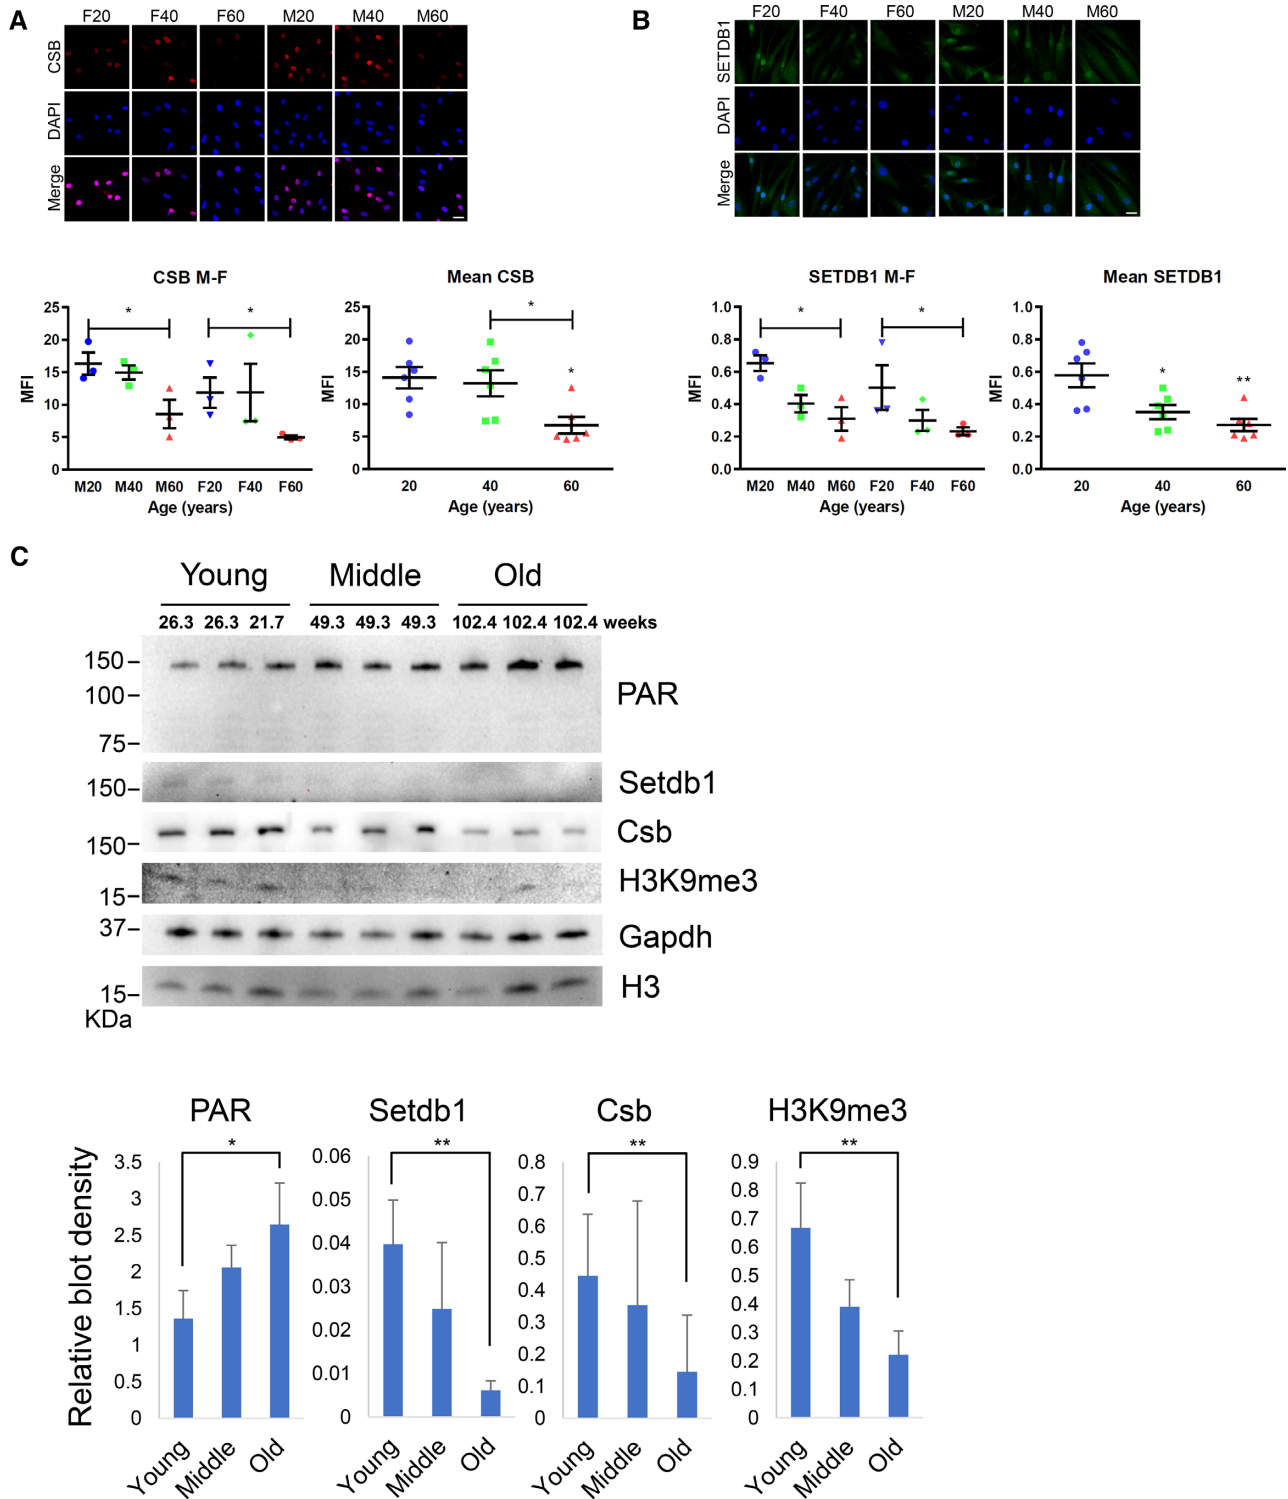 A
F20 F40 F60 M20 M40 M60
CSB
DAPI
Merge
B
F20 F40 F60 M20 M40 M60
SETDB1
DAPI
Merge
CSB M-F
MFI
25
20
15
10
5
0
* *
M20 M40 M60 F20 F40 F60
Age (years)
Mean CSB
MFI
25
20
15
10
5
0
*
*
20 40 60
Age (years)
SETDB1 M-F
MFI
1.0
0.8
0.6
0.4
0.2
0.0
* *
M20 M40 M60 F20 F40 F60
Age (years)
Mean SETDB1
MFI
1.0
0.8
0.6
0.4
0.2
0.0
* **
20 40 60
Age (years)
C
Young Middle Old
26.3 26.3 21.7 49.3 49.3 49.3 102.4 102.4 102.4 weeks
150
100
75
PAR
150
Setdb1
150
Csb
15
H3K9me3
37
Gapdh
15
H3
KDa
Relative blot density
PAR
*
3.5
3
2.5
2
1.5
1
0.5
0
Young Middle Old
Setdb1
**
0.06
0.05
0.04
0.03
0.02
0.01
0
Young Middle Old
Csb
**
0.8
0.7
0.6
0.5
0.4
0.3
0.2
0.1
0
Young Middle Old
H3K9me3
**
0.9
0.8
0.7
0.6
0.5
0.4
0.3
0.2
0.1
0
Young Middle Old